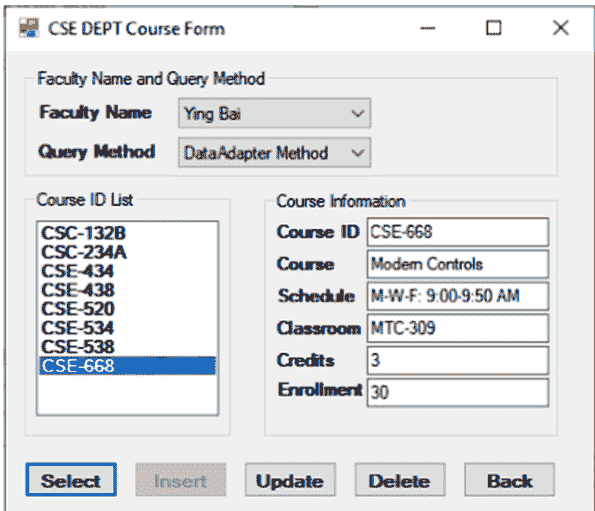 CSE DEPT Course Form
Faculty Name and Query Method
Faculty Name Ying Bai
Query Method DataAdapter Method
Course ID List
CSC-132B
CSC-234A
CSE-434
CSE-438
CSE-520
CSE-534
CSE-538
CSE-668
Course Information
Course ID CSE-668
Course Modern Controls
Schedule M-W-F: 9:00-9:50 AM
Classroom MTC-309
Credits 3
Enrollment 30
Select Insert Update Delete Back